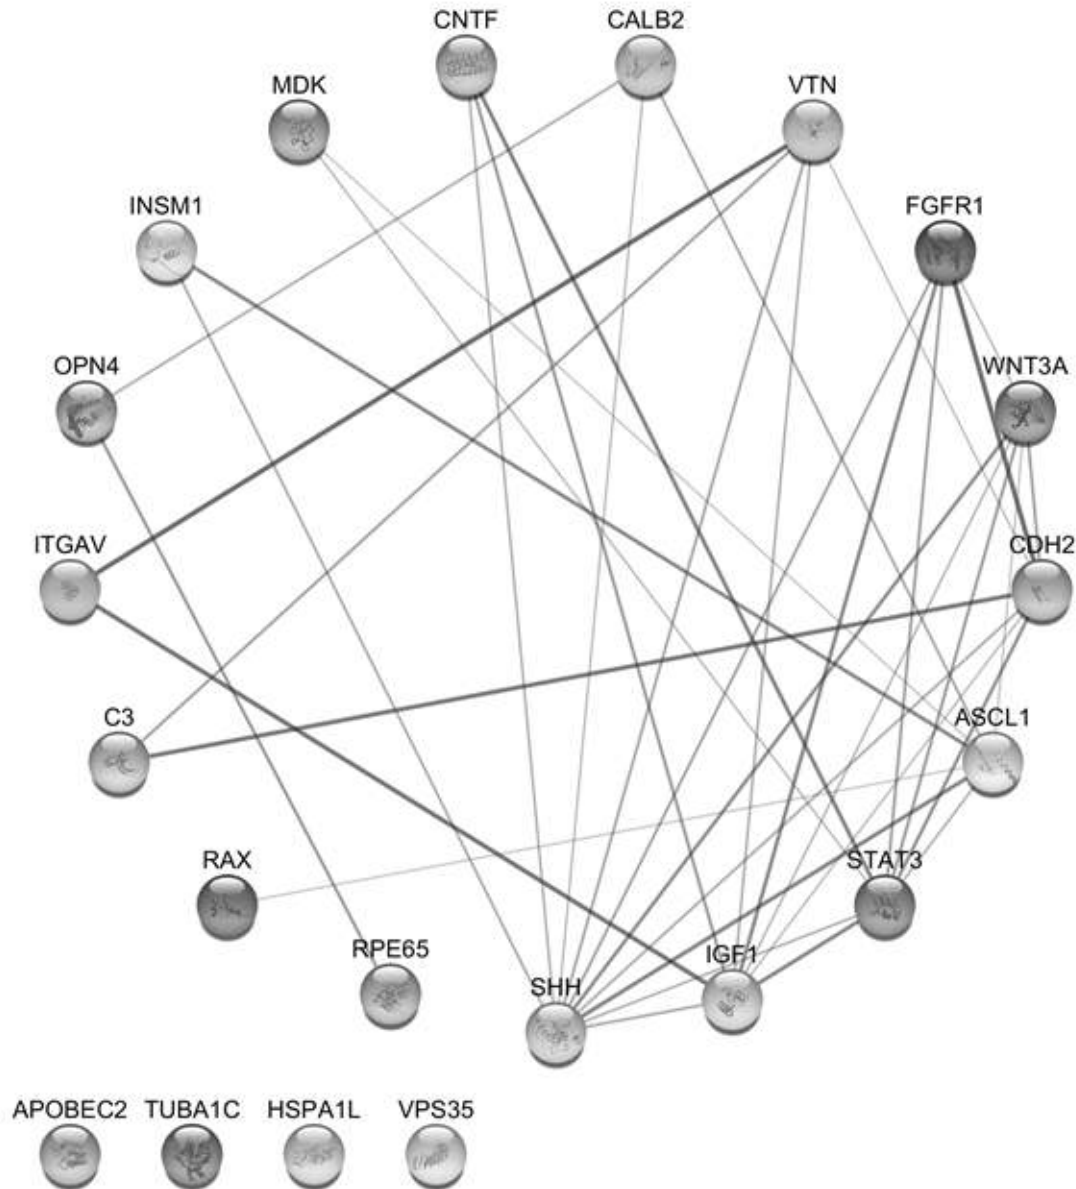 CNTF
CALB2
MDK
VTN
INSM1
FGFR1
OPN4
WNT3A
ITGAV
CDH2
C3
ASCL1
RAX
STAT3
RPE65
IGF1
SHH
APOBEC2 TUBA1C HSPA1L VPS35